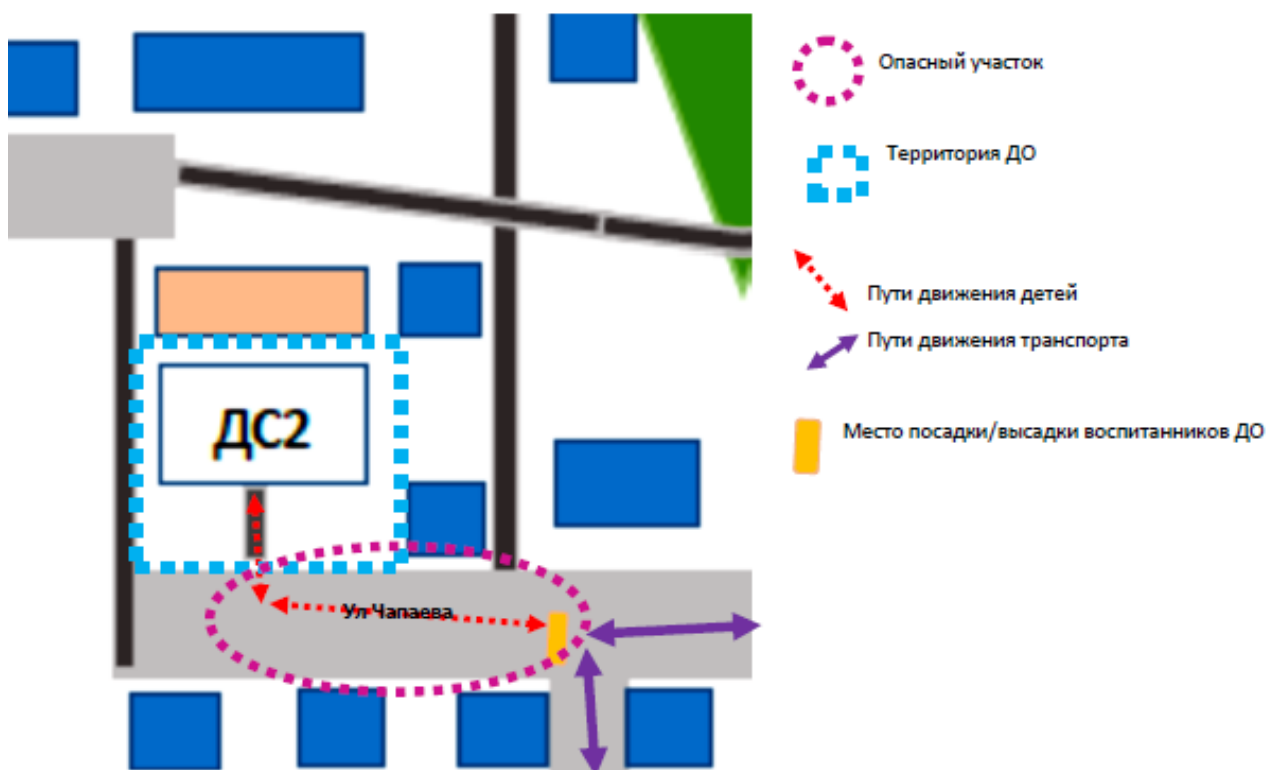 Опасный участок
Территория ДО
Пути движения детей
Пути движения транспорта
Место посадки/высадки воспитанников ДО
ДС2
Ул Чапаева